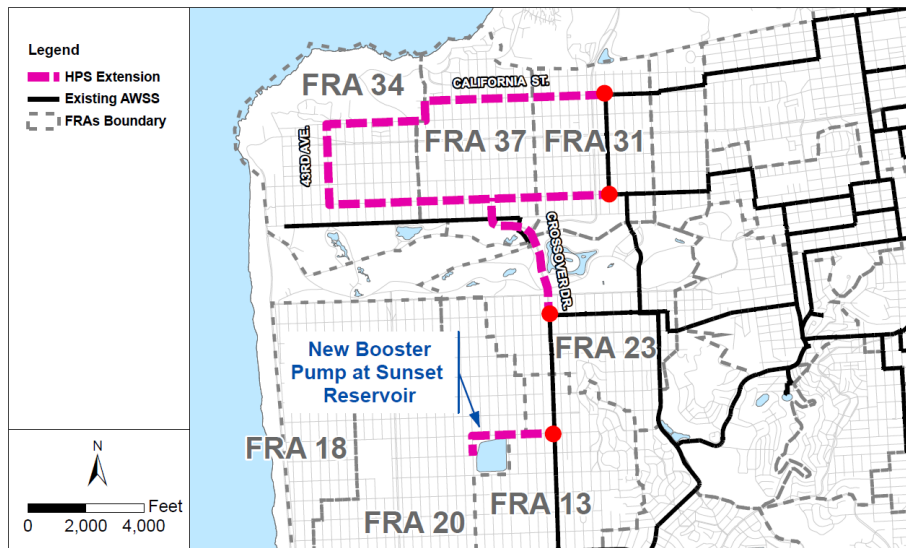 Legend
HPS Extension
Existing AWSS
FRAs Boundary
FRA 34
CALIFORNIA ST.
43RD AVE.
FRA 37
FRA 31
CROSSOVER DR.
New Booster
Pump at Sunset
Reservoir
FRA 23
FRA 18
FRA 13
FRA 20
N
Feet
0 2,000 4,000